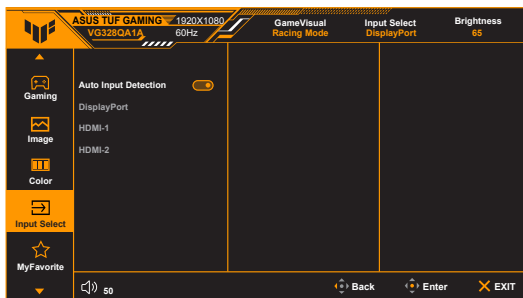 ASUS TUF GAMING 1920X1080 GameVisual Input Select Brightness
VG328QA1A 60Hz Racing Mode DisplayPort 65
Gaming
Auto Input Detection
DisplayPort
HDMI-1
Image
HDMI-2
Color
Input Select
MyFavorite
50 Back Enter EXIT